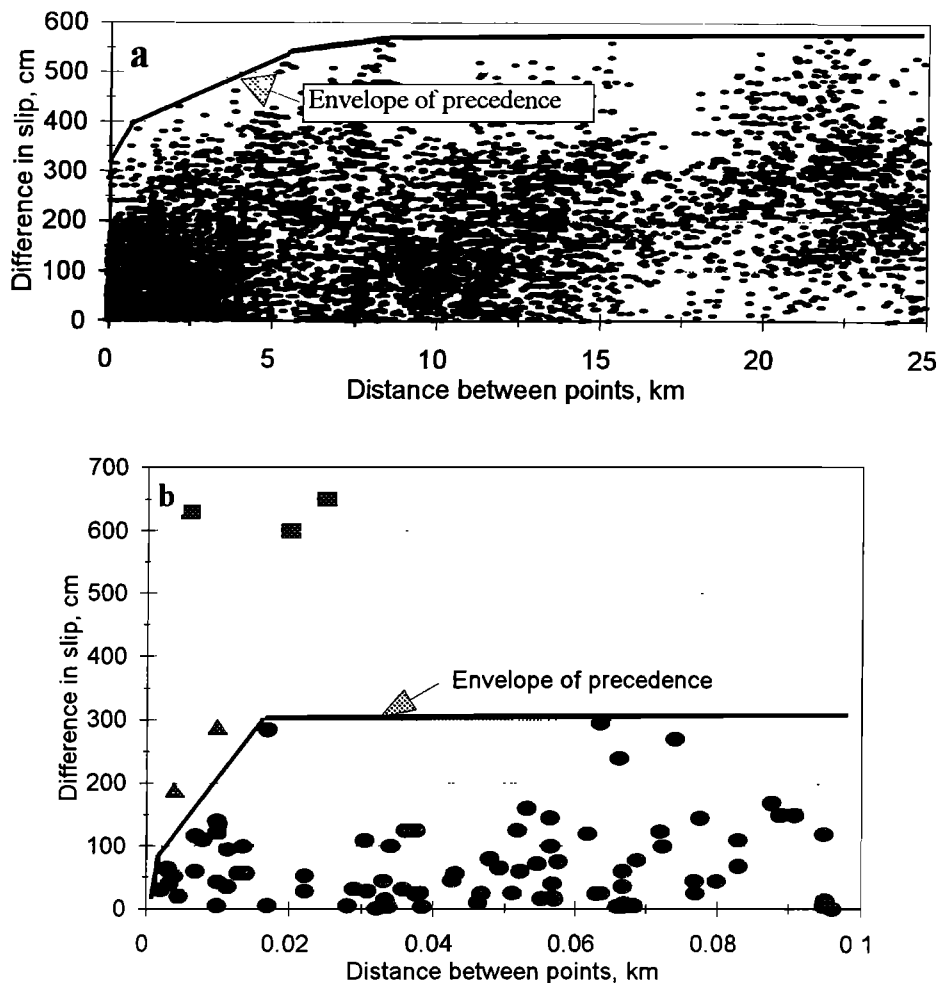 600
500
400
300
200
100
0
a
Envelope of precedence
Difference in slip, cm
0 5 10 15 20 25
Distance between points, km
700
600
500
400
300
200
100
0
b
Envelope of precedence
Difference in slip, cm
0 0.02 0.04 0.06 0.08 0 1
Distance between points, km